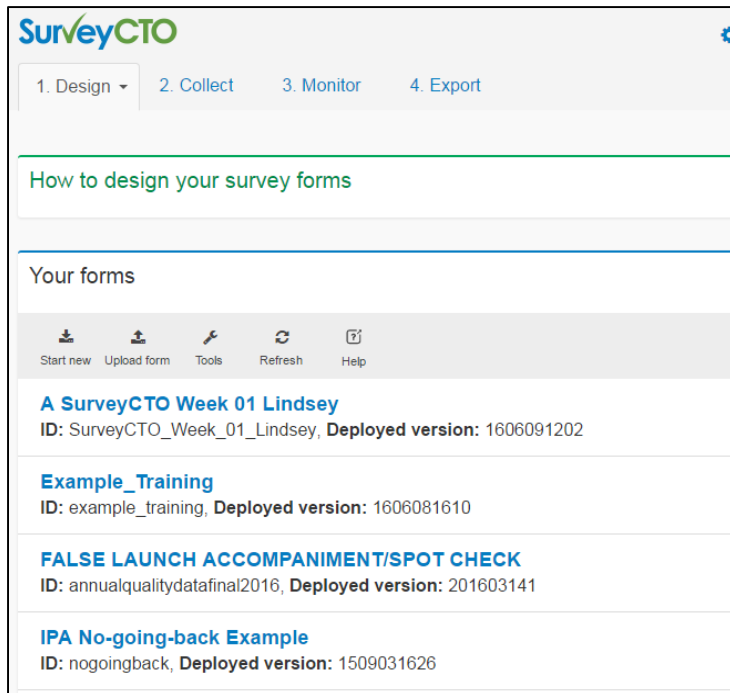 SurveyCTO
1. Design 2. Collect 3. Monitor 4. Export
How to design your survey forms
Your forms
Start new Upload form Tools Refresh Help
A SurveyCTO Week 01 Lindsey
ID: SurveyCTO_Week_01_Lindsey, Deployed version: 1606091202
Example_Training
ID: example_training, Deployed version: 1606081610
FALSE LAUNCH ACCOMPANIMENT/SPOT CHECK
ID: annualqualitydatafinal2016, Deployed version: 201603141
IPA No-going-back Example
ID: nogoingback, Deployed version: 1509031626